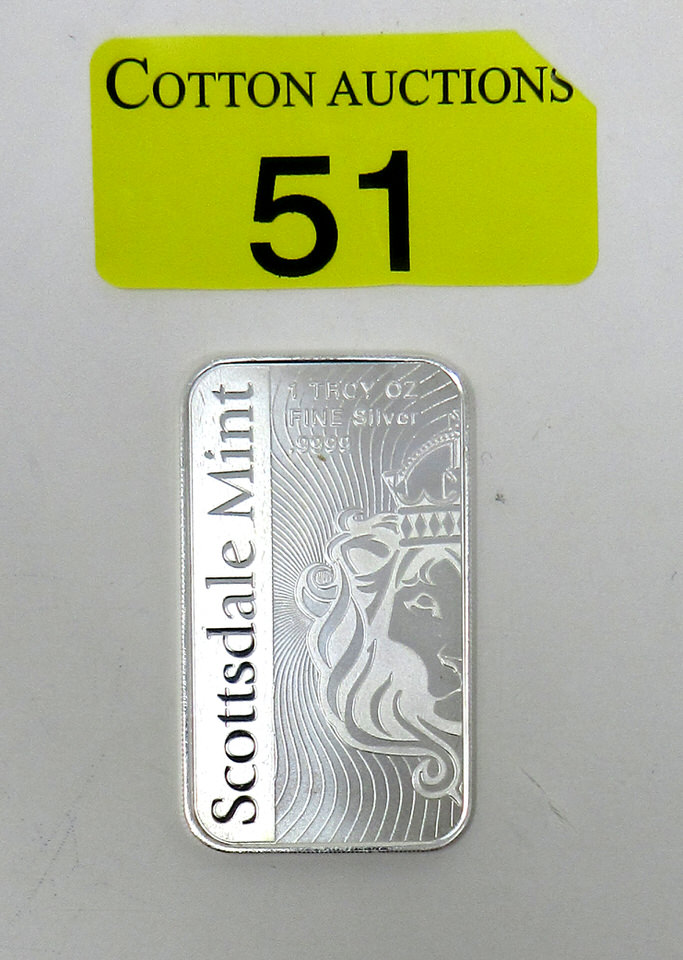 COTTON AUCTIONS
51
1 TROY OZ
FINE Silver
.9999
Scottsdale Mint